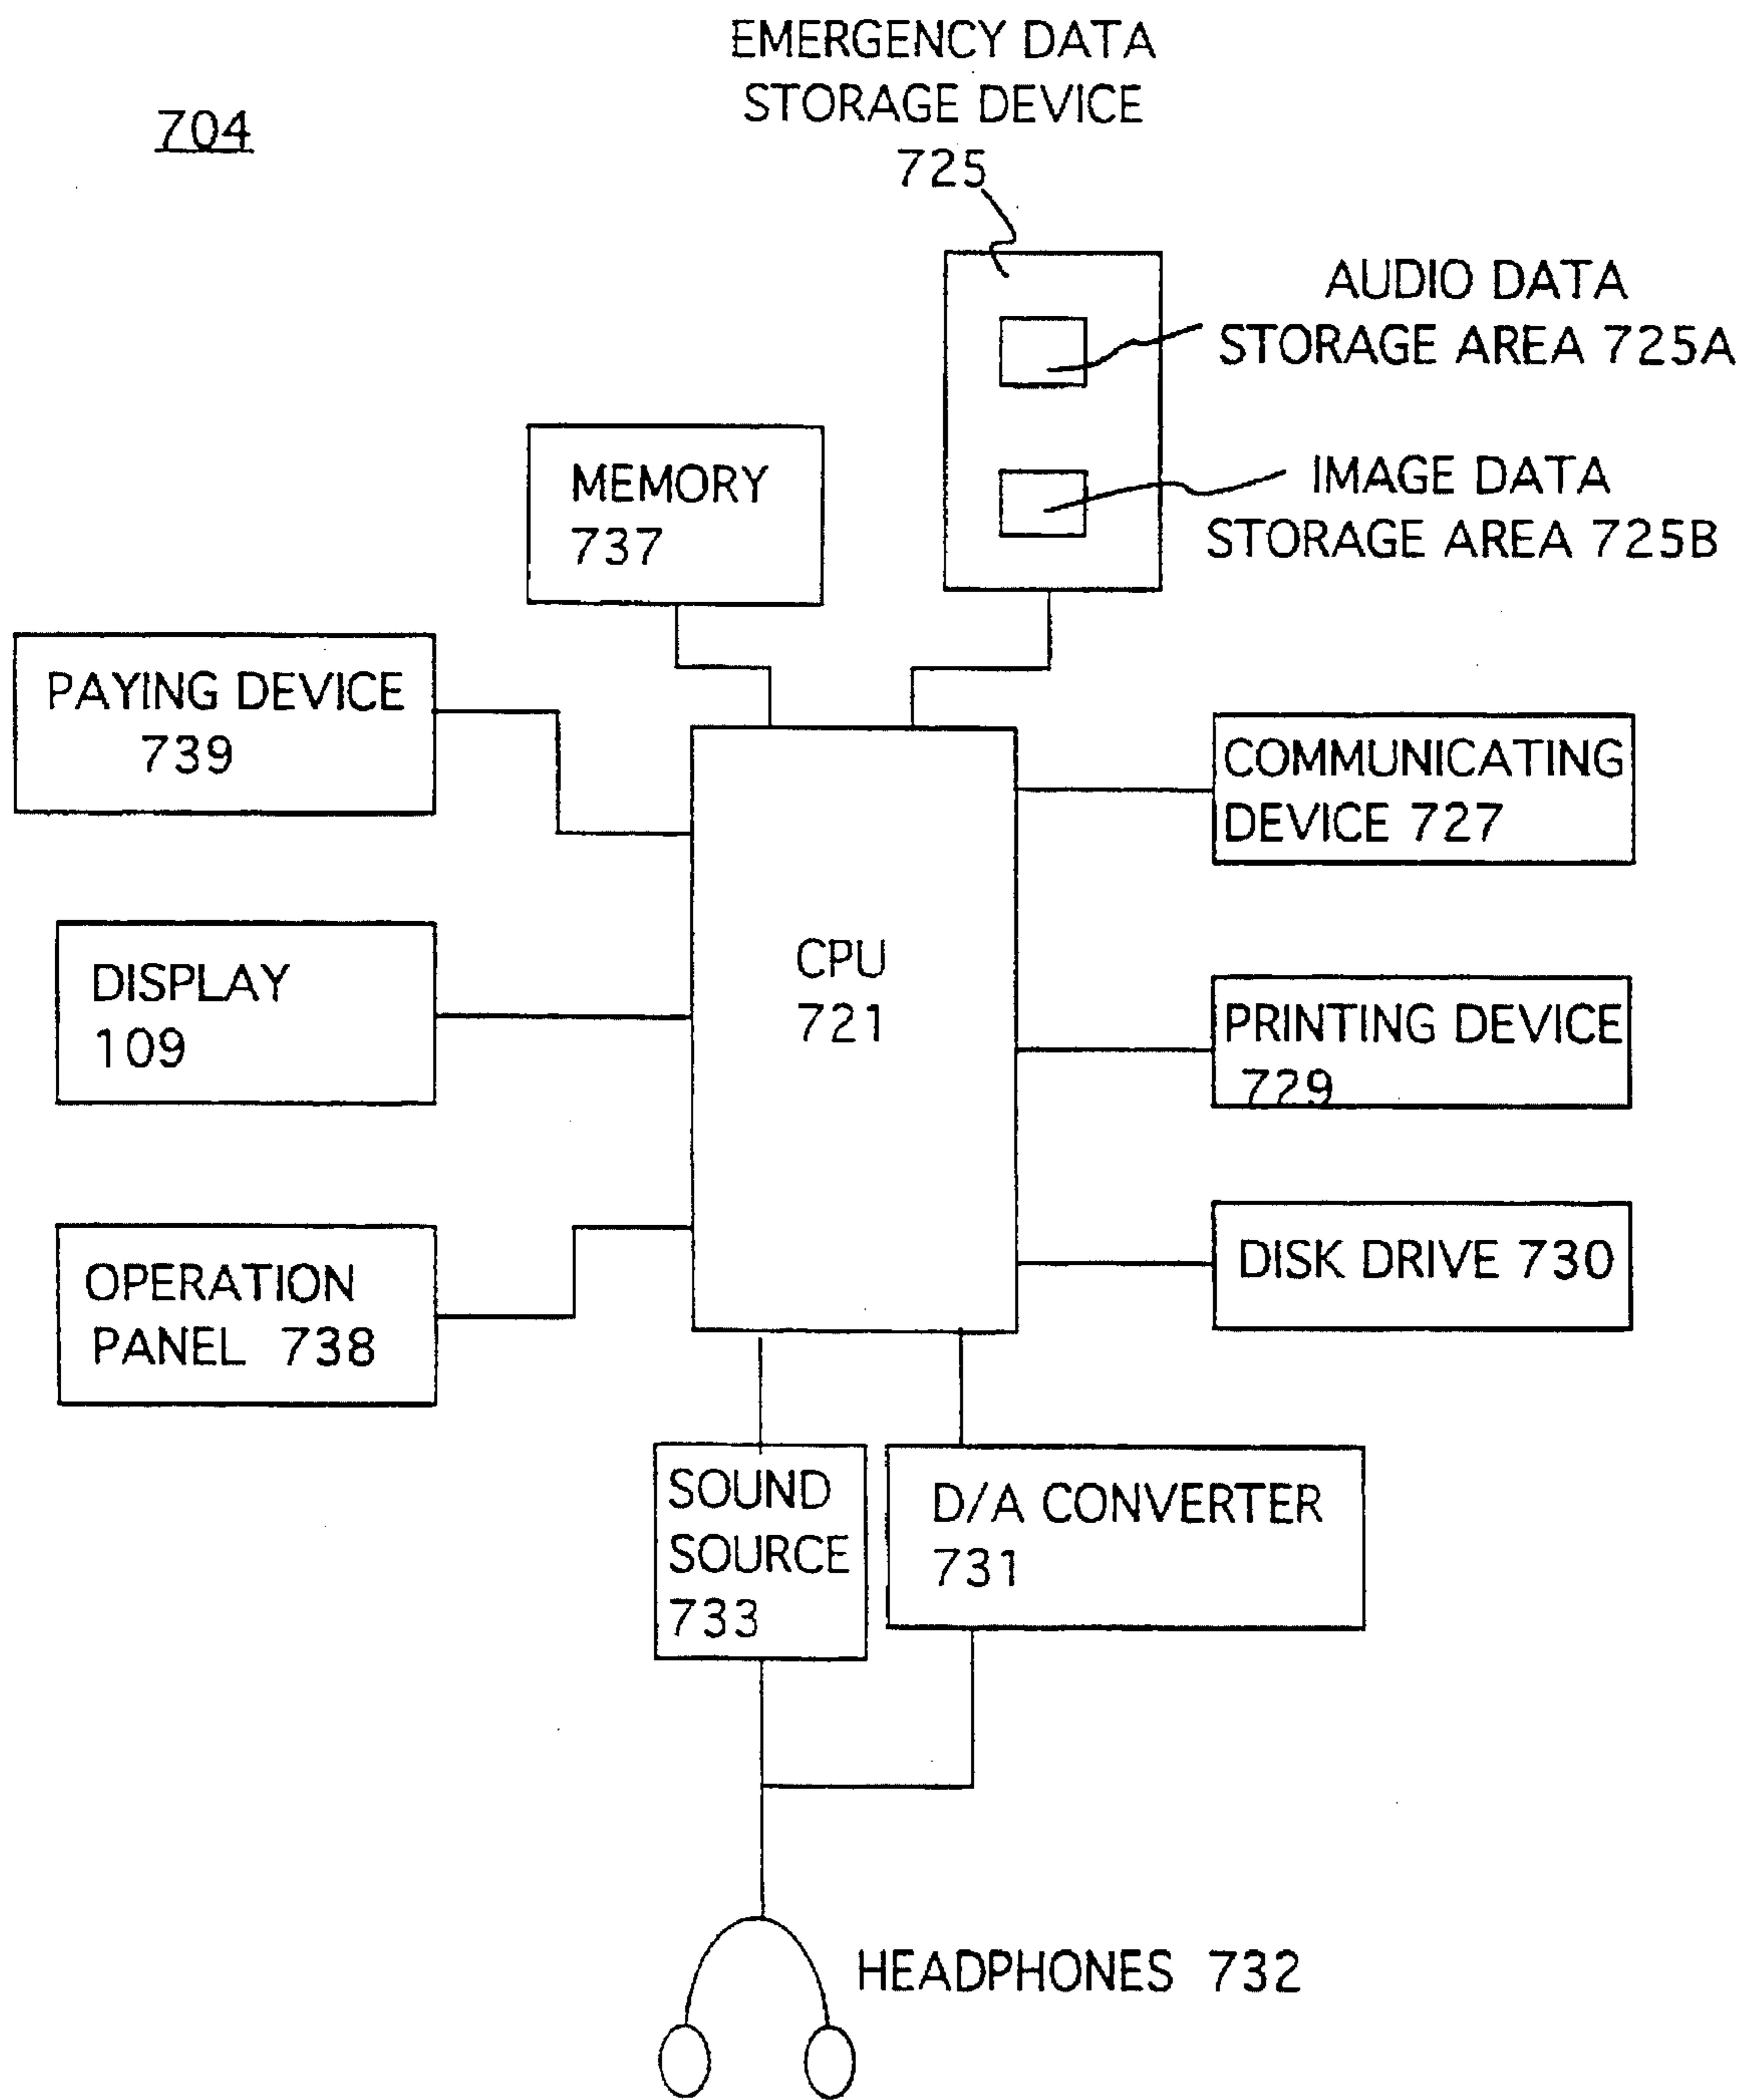 704
EMERGENCY DATA
STORAGE DEVICE
725
AUDIO DATA
STORAGE AREA 725A
IMAGE DATA
STORAGE AREA 725B
MEMORY
737
PAYING DEVICE
739
COMMUNICATING
DEVICE 727
CPU
721
DISPLAY
109
PRINTING DEVICE
729
OPERATION
PANEL 738
DISK DRIVE 730
SOUND
SOURCE
733
D/A CONVERTER
731
HEADPHONES 732